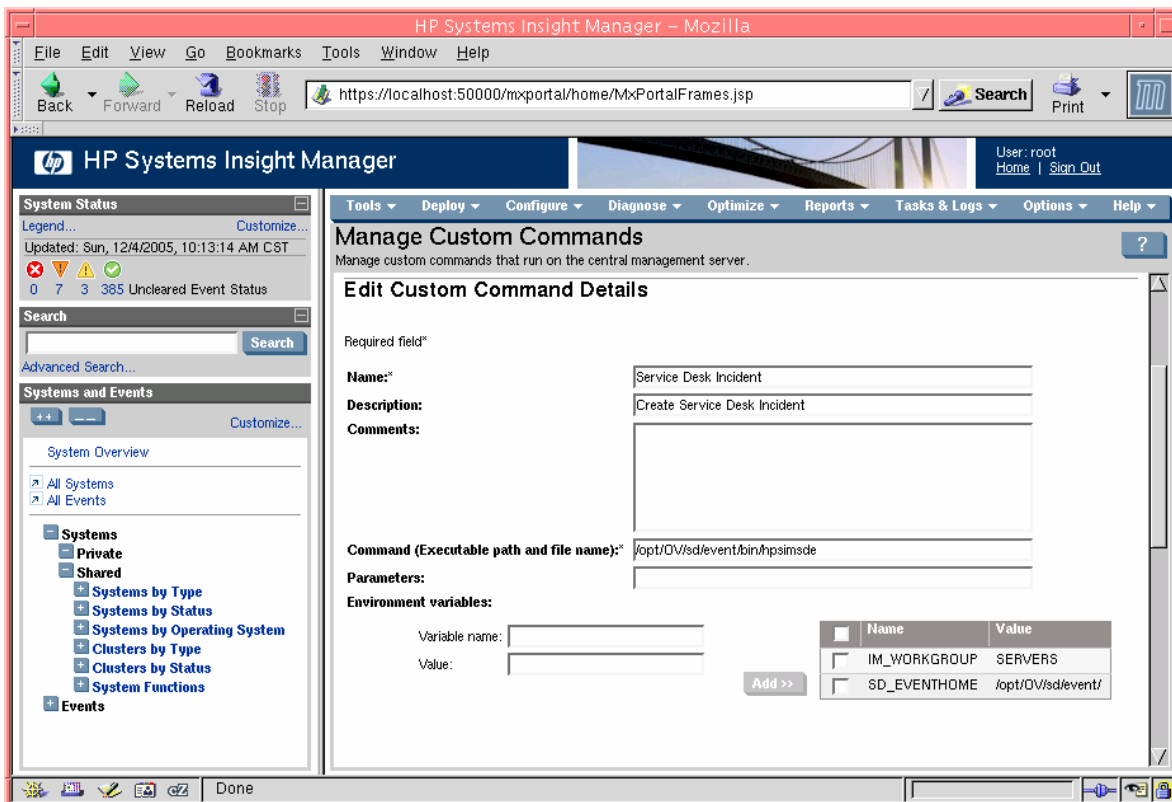 HP Systems Insight Manager – Mozilla
File Edit View Go Bookmarks Tools Window Help
Back Forward Reload Stop https://localhost:50000/mxportal/home/MxPortalFrames.jsp Search Print
hp HP Systems Insight Manager
User: root
Home | Sign Out
System Status
Legend... Customize...
Updated: Sun, 12/4/2005, 10:13:14 AM CST
0 7 3 385 Uncleared Event Status
Search
Search
Advanced Search...
Systems and Events
++ -- Customize...
System Overview
All Systems
All Events
Systems
Private
Shared
Systems by Type
Systems by Status
Systems by Operating System
Clusters by Type
Clusters by Status
System Functions
Events
Tools Deploy Configure Diagnose Optimize Reports Tasks & Logs Options Help
Manage Custom Commands ?
Manage custom commands that run on the central management server.
Edit Custom Command Details
Required field*
Name:* Service Desk Incident
Description: Create Service Desk Incident
Comments:
Command (Executable path and file name):* /opt/OV/sd/event/bin/hpsimsde
Parameters:
Environment variables:
Variable name:
Value:
Add >>
Name Value
IM_WORKGROUP SERVERS
SD_EVENTHOME /opt/OV/sd/event/
Done